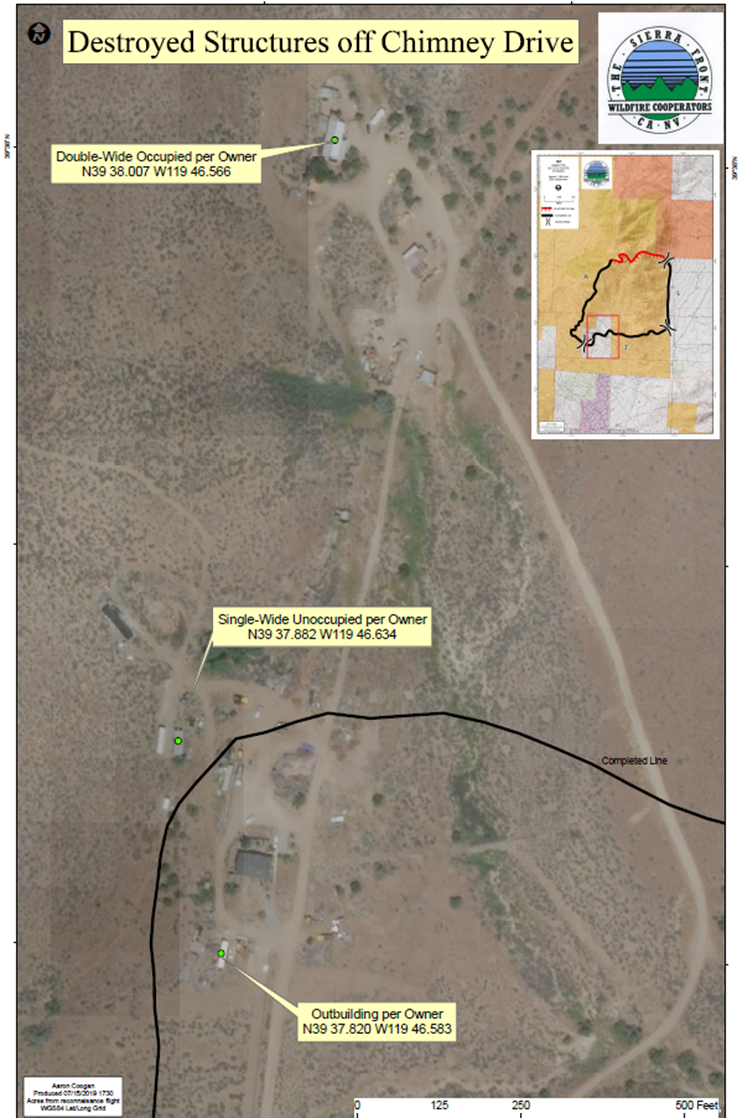 N
Destroyed Structures off Chimney Drive
THE SIERRA FRONT
WILDFIRE COOPERATORS
CA · NV
Double-Wide Occupied per Owner
N39 38.007 W119 46.566
Single-Wide Unoccupied per Owner
N39 37.882 W119 46.634
Completed Line
Outbuilding per Owner
N39 37.820 W119 46.583
Aaron Coogan
Produced 07/15/2019 1730
Acres from reconnaissance flight
WGS84 Lat/Long Grid
0 125 250 500 Feet